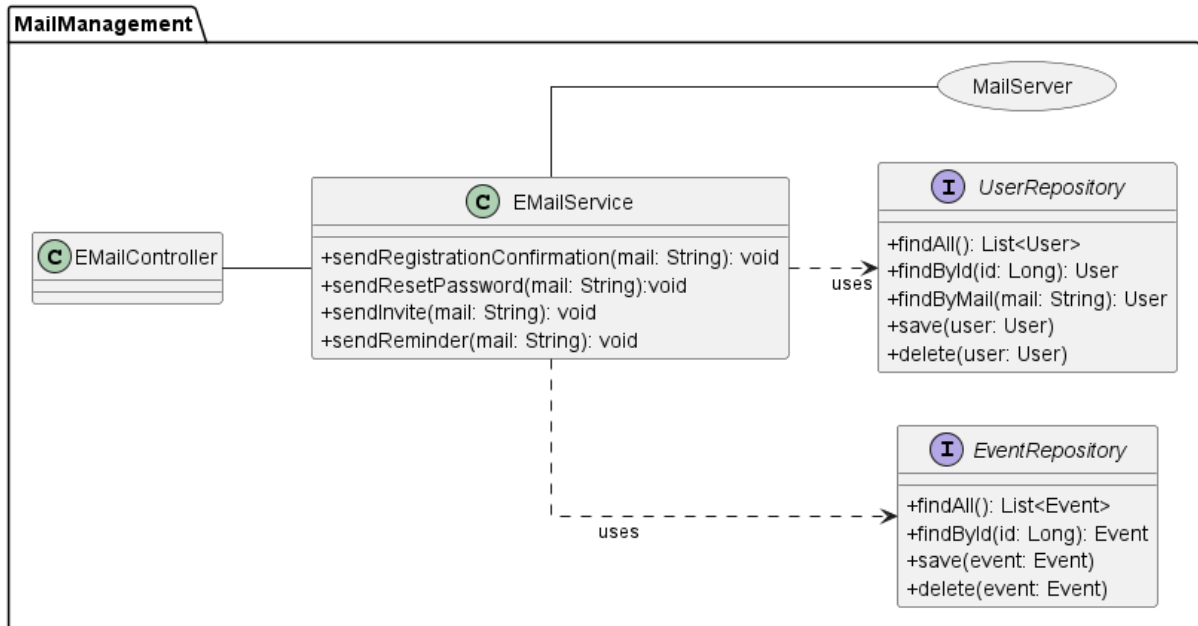 MailManagement
MailServer
C EMailController
C EMailService
+sendRegistrationConfirmation(mail: String): void
+sendResetPassword(mail: String):void
+sendInvite(mail: String): void
+sendReminder(mail: String): void
uses
I UserRepository
+findAll(): List<User>
+findById(id: Long): User
+findByMail(mail: String): User
+save(user: User)
+delete(user: User)
uses
I EventRepository
+findAll(): List<Event>
+findById(id: Long): Event
+save(event: Event)
+delete(event: Event)